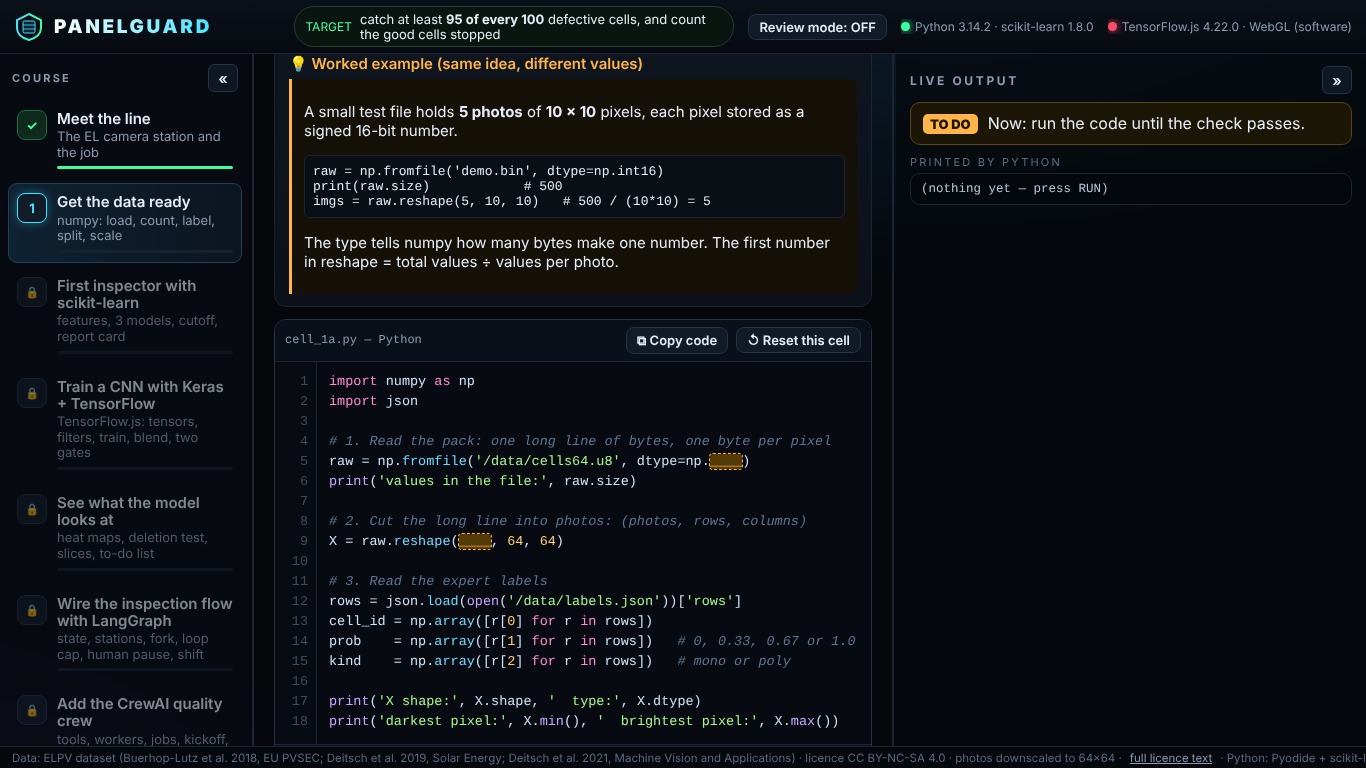 PANELGUARD
TARGET catch at least 95 of every 100 defective cells, and count
the good cells stopped
Review mode: OFF
Python 3.14.2 · scikit-learn 1.8.0
TensorFlow.js 4.22.0 · WebGL (software)
COURSE
«
Meet the line
The EL camera station and
the job
1
Get the data ready
numpy: load, count, label,
split, scale
First inspector with
scikit-learn
features, 3 models, cutoff,
report card
Train a CNN with Keras
+ TensorFlow
TensorFlow.js: tensors,
filters, train, blend, two
gates
See what the model
looks at
heat maps, deletion test,
slices, to-do list
Wire the inspection flow
with LangGraph
state, stations, fork, loop
cap, human pause, shift
Add the CrewAI quality
crew
tools, workers, jobs, kickoff,
💡 Worked example (same idea, different values)
A small test file holds 5 photos of 10 × 10 pixels, each pixel stored as a
signed 16-bit number.
raw = np.fromfile('demo.bin', dtype=np.int16)
print(raw.size)            # 500
imgs = raw.reshape(5, 10, 10)   # 500 / (10*10) = 5
The type tells numpy how many bytes make one number. The first number
in reshape = total values ÷ values per photo.
cell_1a.py — Python
⧉ Copy code
↺ Reset this cell
1 import numpy as np
2 import json
3
4 # 1. Read the pack: one long line of bytes, one byte per pixel
5 raw = np.fromfile('/data/cells64.u8', dtype=np.____)
6 print('values in the file:', raw.size)
7
8 # 2. Cut the long line into photos: (photos, rows, columns)
9 X = raw.reshape(____, 64, 64)
10
11 # 3. Read the expert labels
12 rows = json.load(open('/data/labels.json'))['rows']
13 cell_id = np.array([r[0] for r in rows])
14 prob    = np.array([r[1] for r in rows])   # 0, 0.33, 0.67 or 1.0
15 kind    = np.array([r[2] for r in rows])   # mono or poly
16
17 print('X shape:', X.shape, '  type:', X.dtype)
18 print('darkest pixel:', X.min(), '  brightest pixel:', X.max())
LIVE OUTPUT
»
TO DO Now: run the code until the check passes.
PRINTED BY PYTHON
(nothing yet — press RUN)
Data: ELPV dataset (Buerhop-Lutz et al. 2018, EU PVSEC; Deitsch et al. 2019, Solar Energy; Deitsch et al. 2021, Machine Vision and Applications) · licence CC BY-NC-SA 4.0 · photos downscaled to 64×64 · full licence text · Python: Pyodide + scikit-